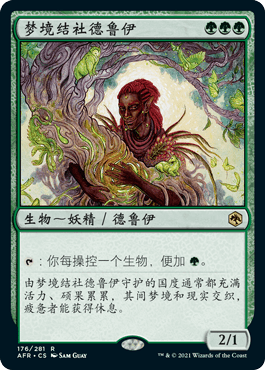 梦境结社德鲁伊
生物～妖精 / 德鲁伊
：你每操控一个生物，便加。
由梦境结社德鲁伊守护的国度通常都充满
活力、硕果累累，其间梦境和现实交织，
疲惫者能获得休息。
2/1
176/281 R
AFR • CS SAM GUAY
™ & © 2021 Wizards of the Coast